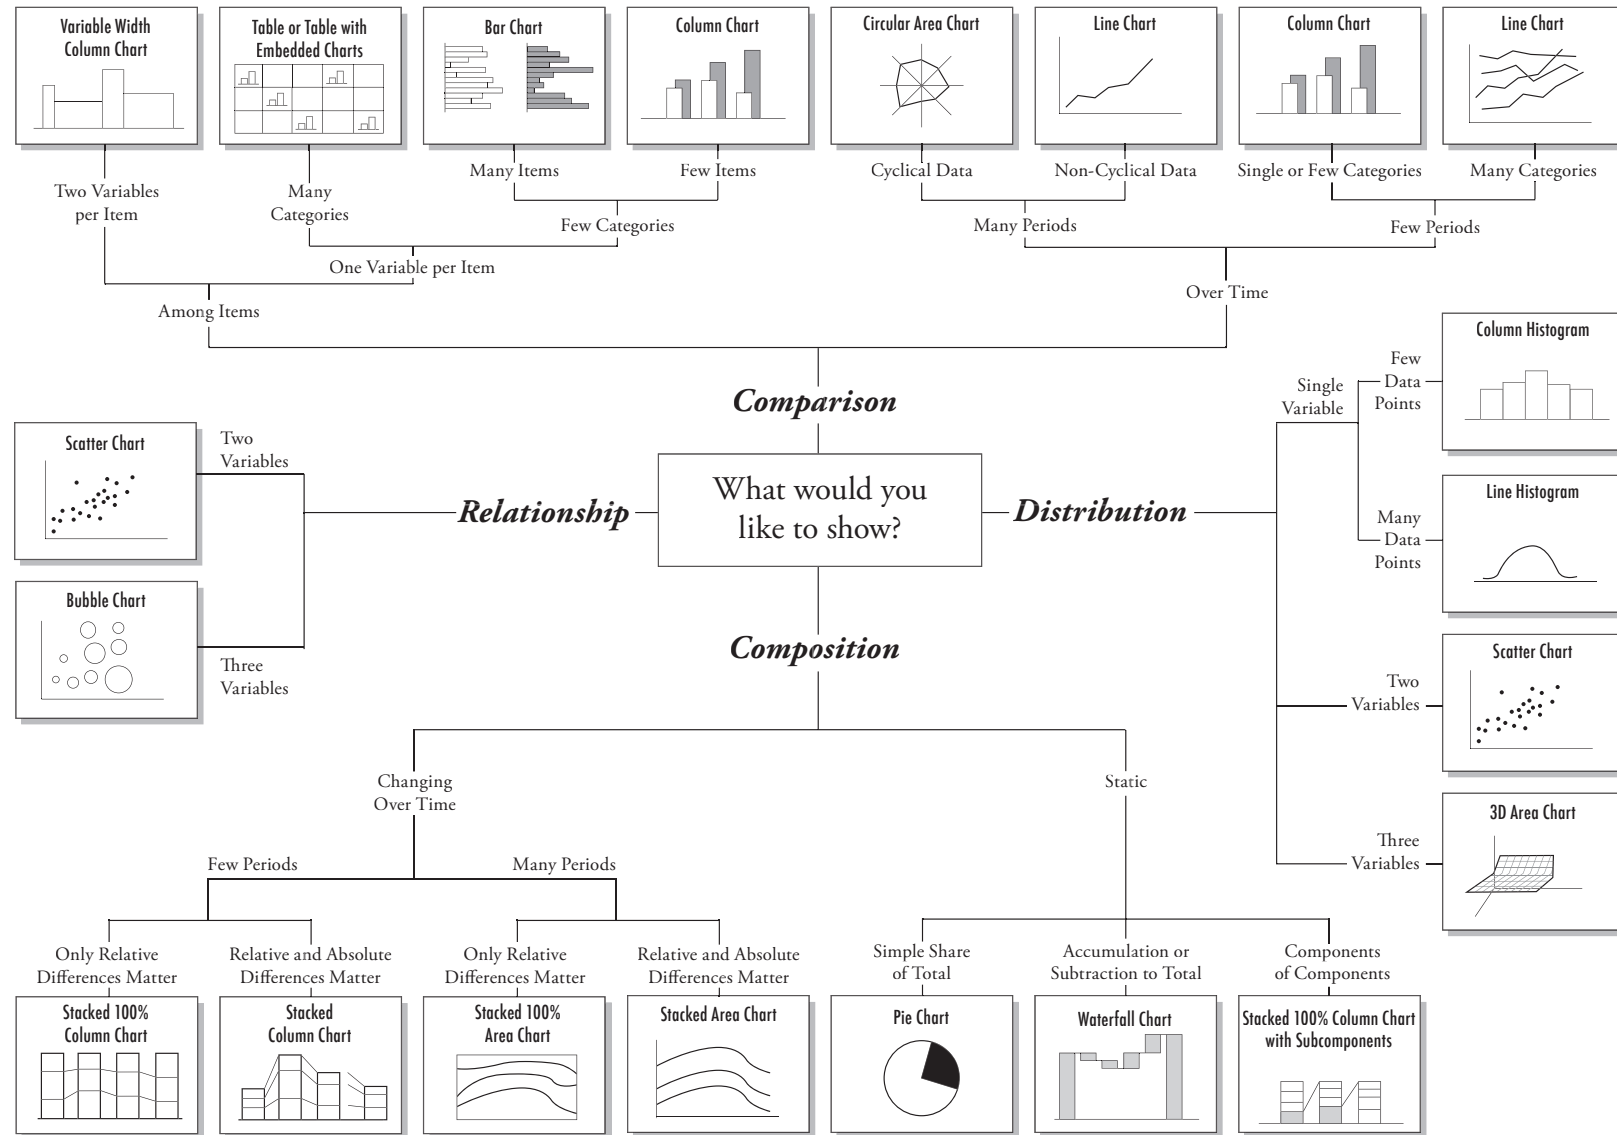 Variable Width
Column Chart
Table or Table with
Embedded Charts
Bar Chart
Column Chart
Circular Area Chart
Line Chart
Column Chart
Line Chart
Two Variables
per Item
Many
Categories
Many Items
Few Items
Cyclical Data
Non-Cyclical Data
Single or Few Categories
Many Categories
Few Categories
Many Periods
Few Periods
One Variable per Item
Among Items
Over Time
Comparison
What would you
like to show?
Relationship
Two
Variables
Scatter Chart
Three
Variables
Bubble Chart
Distribution
Single
Variable
Few
Data
Points
Column Histogram
Many
Data
Points
Line Histogram
Two
Variables
Scatter Chart
Three
Variables
3D Area Chart
Composition
Changing
Over Time
Static
Few Periods
Many Periods
Only Relative
Differences Matter
Relative and Absolute
Differences Matter
Only Relative
Differences Matter
Relative and Absolute
Differences Matter
Simple Share
of Total
Accumulation or
Subtraction to Total
Components
of Components
Stacked 100%
Column Chart
Stacked
Column Chart
Stacked 100%
Area Chart
Stacked Area Chart
Pie Chart
Waterfall Chart
Stacked 100% Column Chart
with Subcomponents